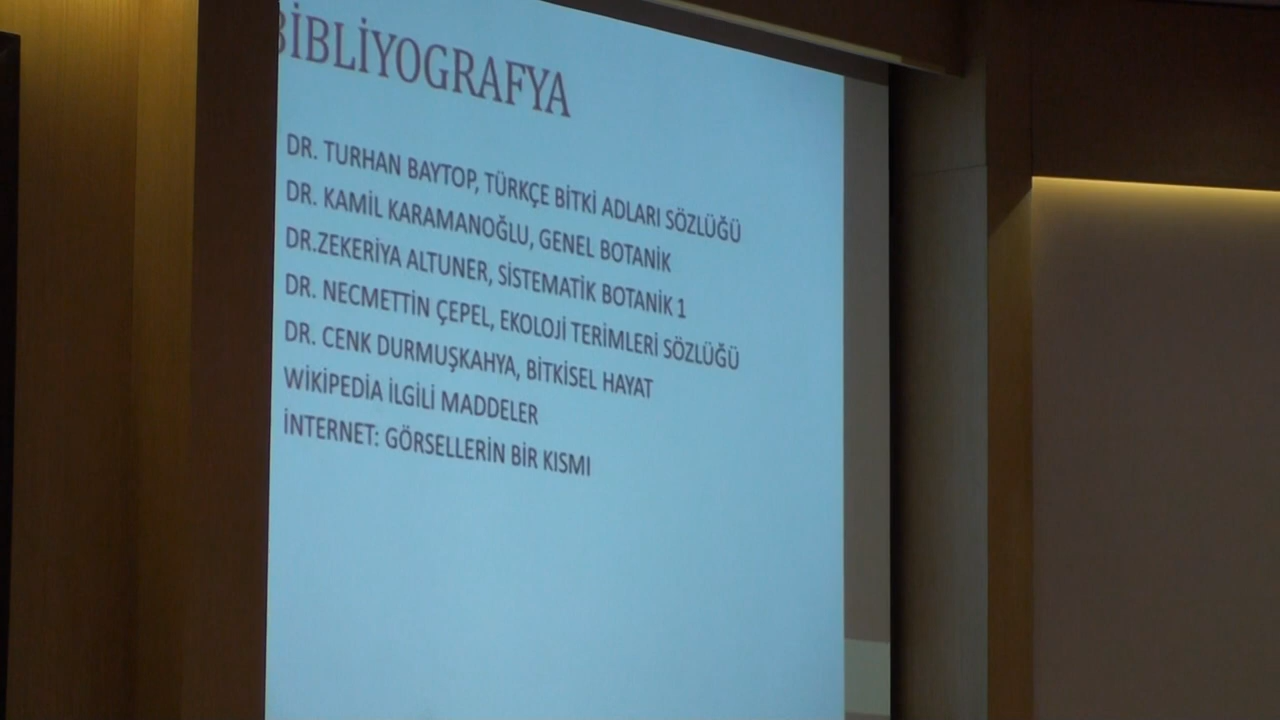 BİBLİYOGRAFYA
DR. TURHAN BAYTOP, TÜRKÇE BİTKİ ADLARI SÖZLÜĞÜ
DR. KAMİL KARAMANOĞLU, GENEL BOTANİK
DR.ZEKERİYA ALTUNER, SİSTEMATİK BOTANİK 1
DR. NECMETTİN ÇEPEL, EKOLOJİ TERİMLERİ SÖZLÜĞÜ
DR. CENK DURMUŞKAHYA, BİTKİSEL HAYAT
WİKİPEDİA İLGİLİ MADDELER
İNTERNET: GÖRSELLERİN BİR KISMI